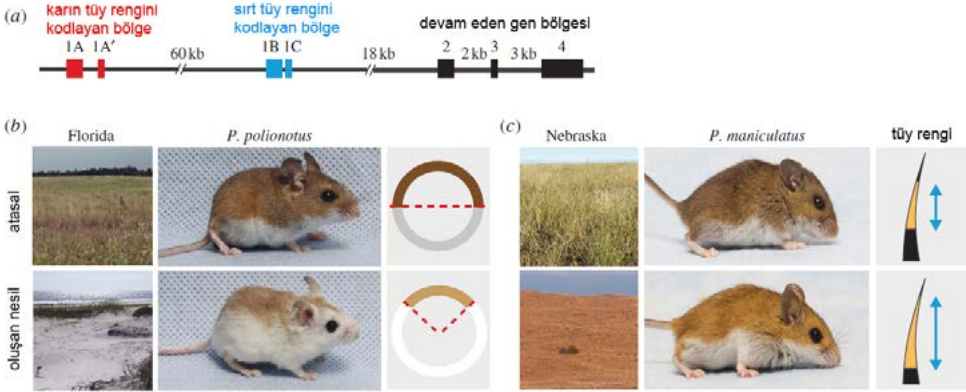 (a)
karın tüy rengini
kodlayan bölge
sırt tüy rengini
kodlayan bölge
devam eden gen bölgesi
1A 1A′ 60 kb 1B 1C 18 kb 2 2 kb 3 3 kb 4
(b) Florida P. polionotus
(c) Nebraska P. maniculatus tüy rengi
atasal
oluşan nesil